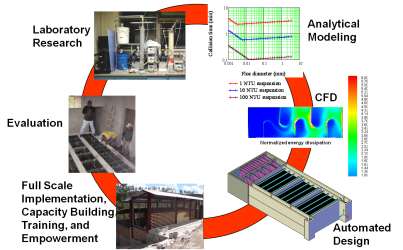 Laboratory
Research
Analytical
Modeling
Collision time (min)
Floc diameter (mm)
1 NTU suspension
10 NTU suspension
100 NTU suspension
CFD
Normalized energy dissipation
Evaluation
Full Scale
Implementation,
Capacity Building
Training, and
Empowerment
Automated
Design